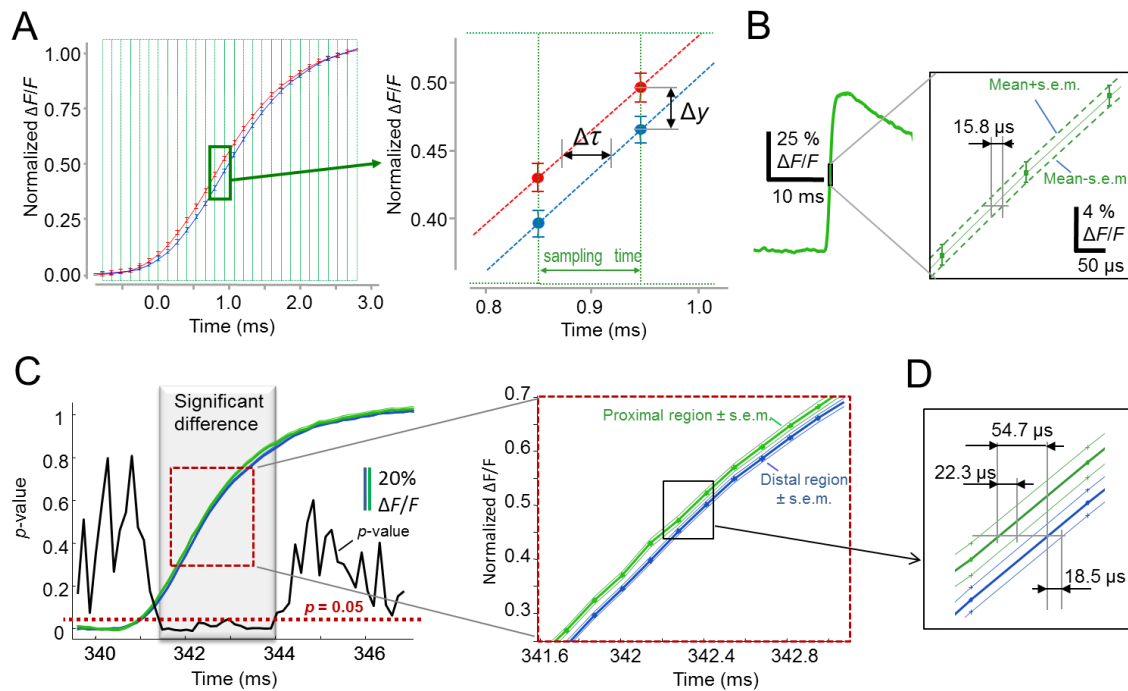 A
Normalized ΔF/F
1.00
0.75
0.50
0.25
0.00
0.0
1.0
2.0
3.0
Time (ms)
Normalized ΔF/F
0.50
0.45
0.40
Δτ
Δy
sampling time
0.8
0.9
1.0
Time (ms)
B
25 %
ΔF/F
10 ms
Mean+s.e.m.
15.8 µs
Mean-s.e.m.
4 %
ΔF/F
50 µs
C
p-value
1
0.8
0.6
0.4
0.2
0
Significant
difference
20%
ΔF/F
p-value
p = 0.05
340
342
344
346
Time (ms)
Normalized ΔF/F
0.7
0.6
0.5
0.4
0.3
Proximal region ± s.e.m.
Distal region
± s.e.m.
341.6
342
342.4
342.8
Time (ms)
D
54.7 µs
22.3 µs
18.5 µs